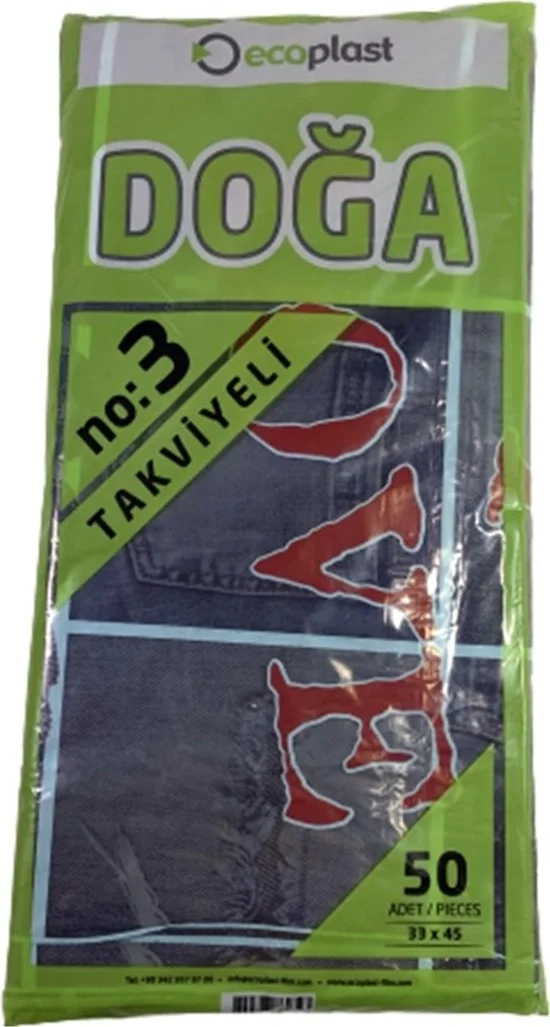 ecoplast
DOĞA
no:3
TAKVİYELİ
50
ADET / PIECES
33 x 45